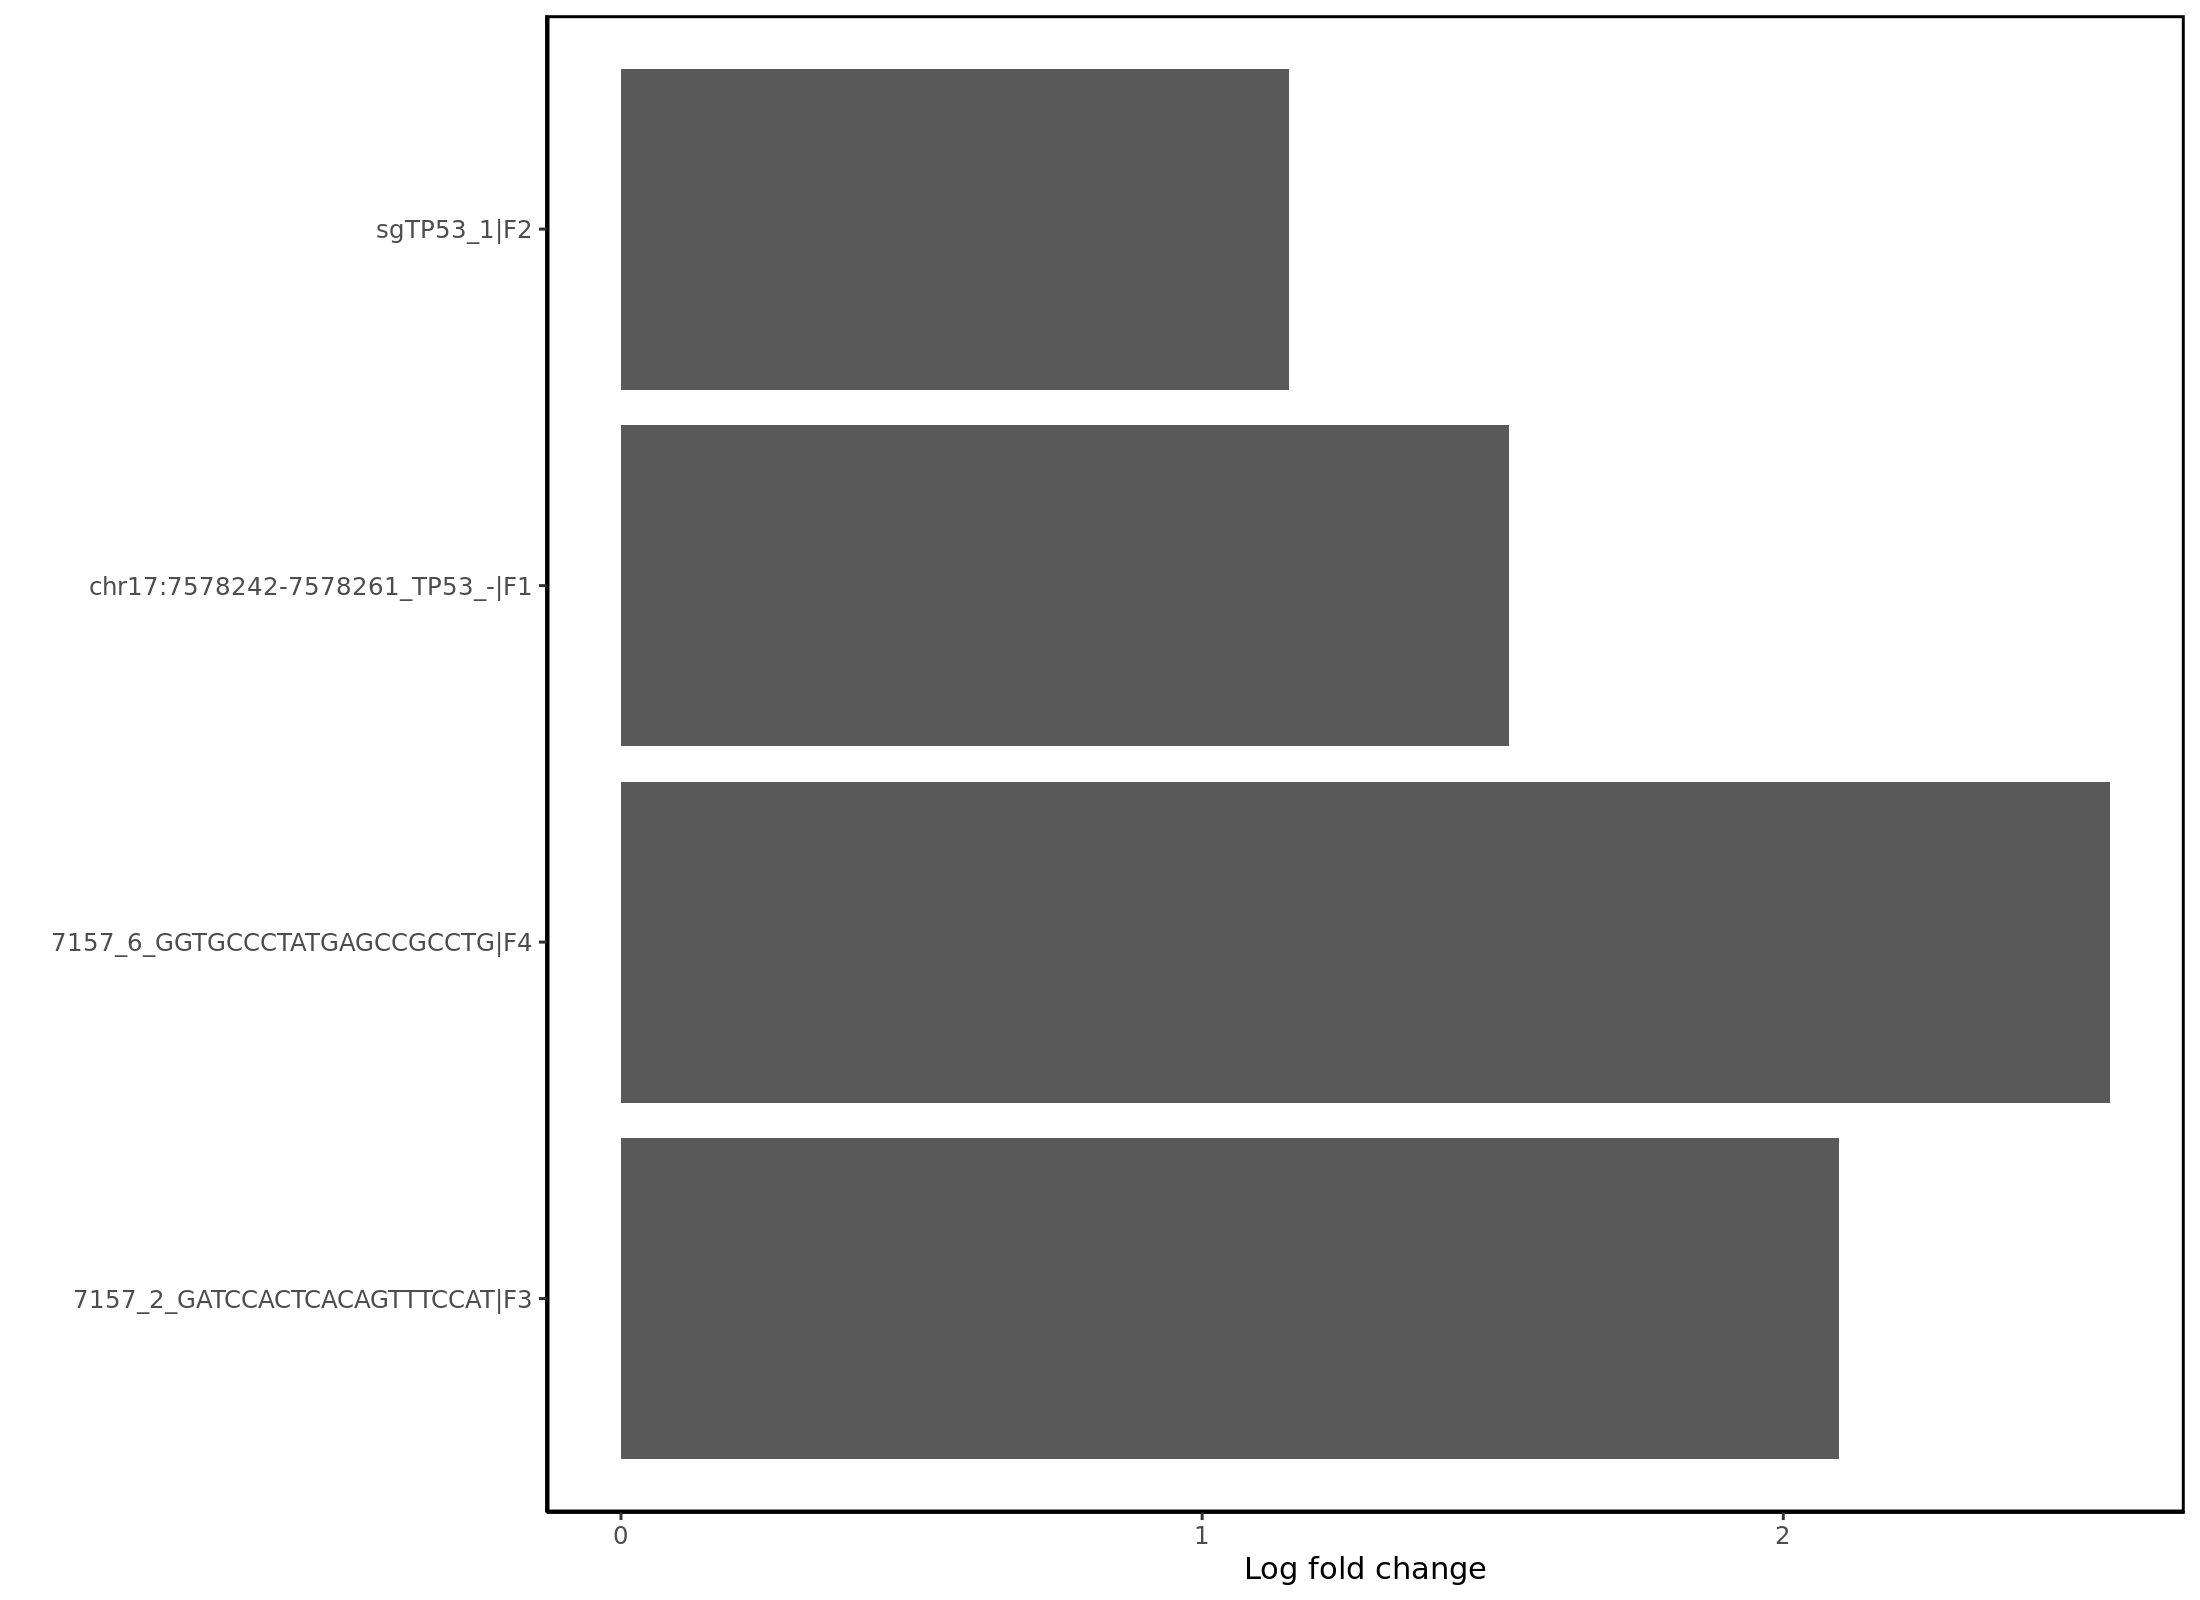 sgTP53_1|F2
chr17:7578242-7578261_TP53_-|F1
7157_6_GGTGCCCTATGAGCCGCCTG|F4
7157_2_GATCCACTCACAGTTTCCAT|F3
0 1 2
Log fold change